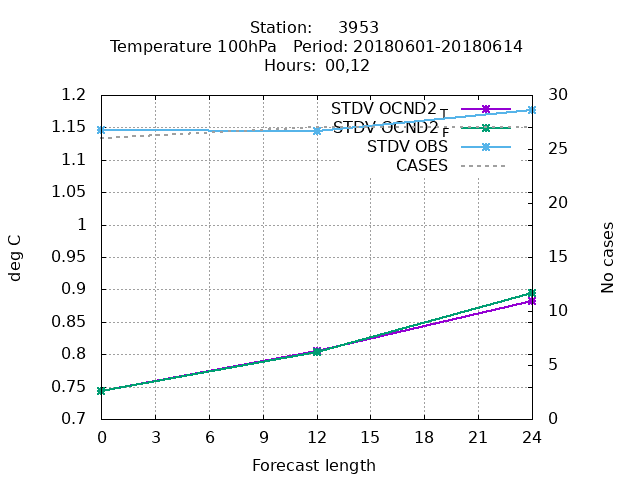 Station: 3953
Temperature 100hPa Period: 20180601-20180614
Hours: 00,12
1.2
1.15
1.1
1.05
1
0.95
0.9
0.85
0.8
0.75
0.7
deg C
STDV OCND2_T
STDV OCND2_F
STDV OBS
CASES
30
25
20
15
10
5
0
No cases
0 3 6 9 12 15 18 21 24
Forecast length